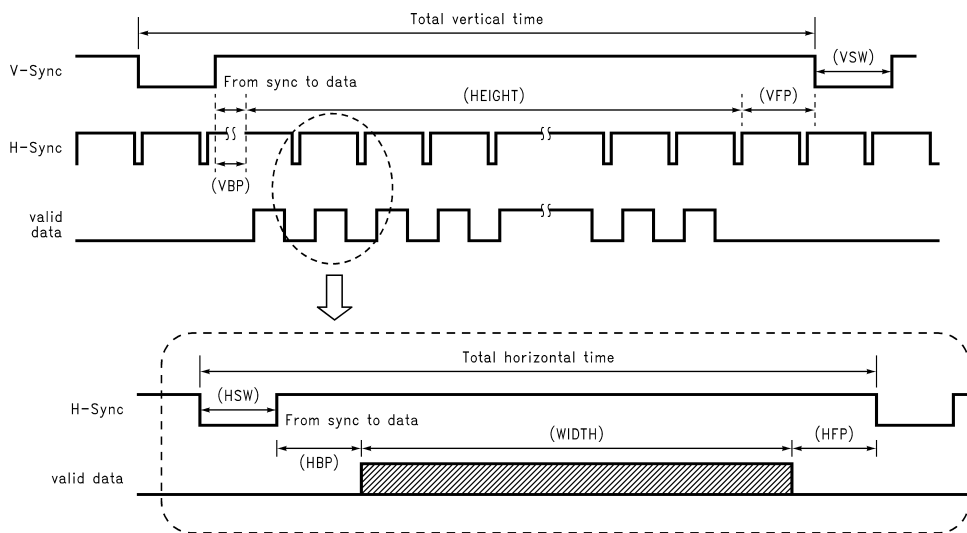 Total vertical time
V-Sync
(VSW)
From sync to data
(HEIGHT)
(VFP)
H-Sync
(VBP)
valid
data
Total horizontal time
(HSW)
H-Sync
From sync to data
(HBP)
(WIDTH)
(HFP)
valid data